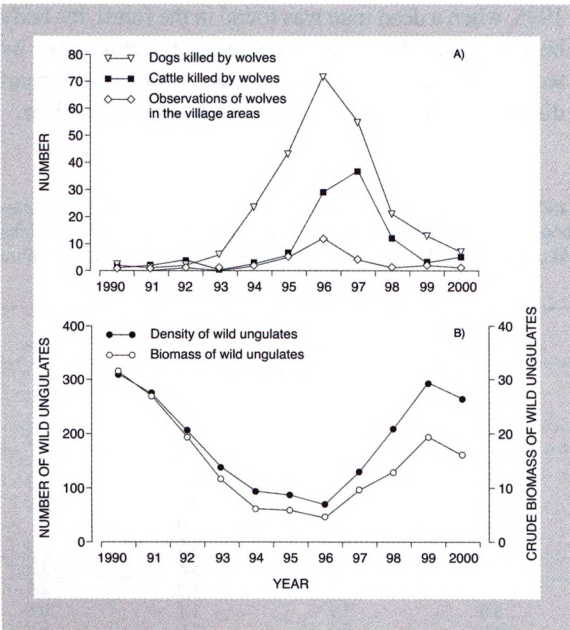 1975, when a dead
A)
Dogs killed by wolves
Cattle killed by wolves
Observations of wolves
in the village areas
NUMBER
80
70
60
50
40
30
20
10
0
1990 91 92 93 94 95 96 97 98 99 2000
B)
Density of wild ungulates
Biomass of wild ungulates
NUMBER OF WILD UNGULATES
400
300
200
100
0
CRUDE BIOMASS OF WILD UNGULATES
40
30
20
10
0
1990 91 92 93 94 95 96 97 98 99 2000
YEAR